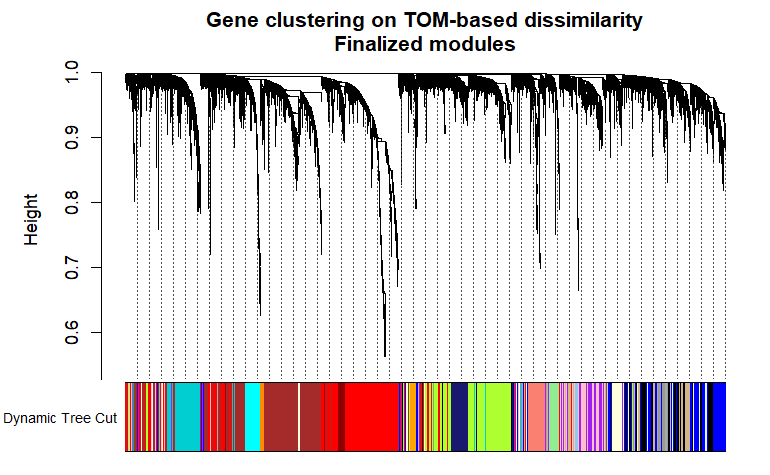 Gene clustering on TOM-based dissimilarity
Finalized modules
Height
1.0
0.9
0.8
0.7
0.6
Dynamic Tree Cut